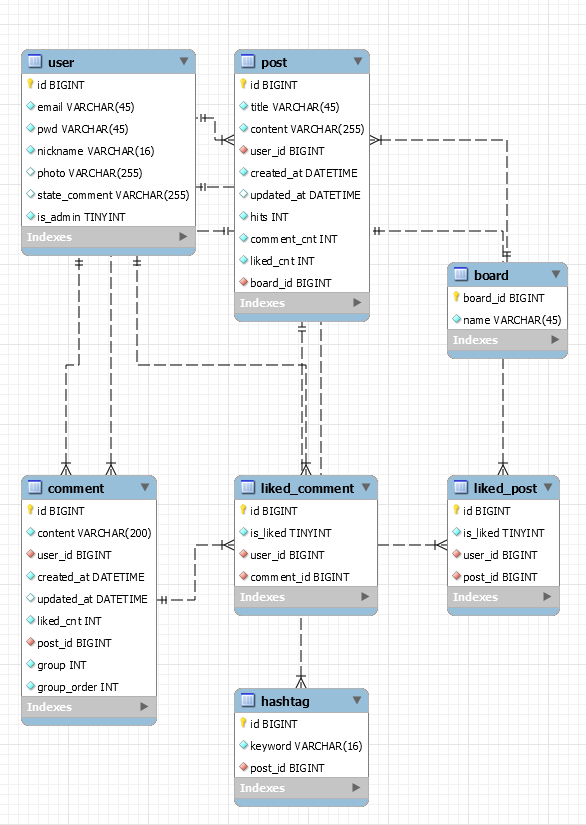 user
id BIGINT
email VARCHAR(45)
pwd VARCHAR(45)
nickname VARCHAR(16)
photo VARCHAR(255)
state_comment VARCHAR(255)
is_admin TINYINT
Indexes
post
id BIGINT
title VARCHAR(45)
content VARCHAR(255)
user_id BIGINT
created_at DATETIME
updated_at DATETIME
hits INT
comment_cnt INT
liked_cnt INT
board_id BIGINT
Indexes
board
board_id BIGINT
name VARCHAR(45)
Indexes
comment
id BIGINT
content VARCHAR(200)
user_id BIGINT
created_at DATETIME
updated_at DATETIME
liked_cnt INT
post_id BIGINT
group INT
group_order INT
Indexes
liked_comment
id BIGINT
is_liked TINYINT
user_id BIGINT
comment_id BIGINT
Indexes
liked_post
id BIGINT
is_liked TINYINT
user_id BIGINT
post_id BIGINT
Indexes
hashtag
id BIGINT
keyword VARCHAR(16)
post_id BIGINT
Indexes